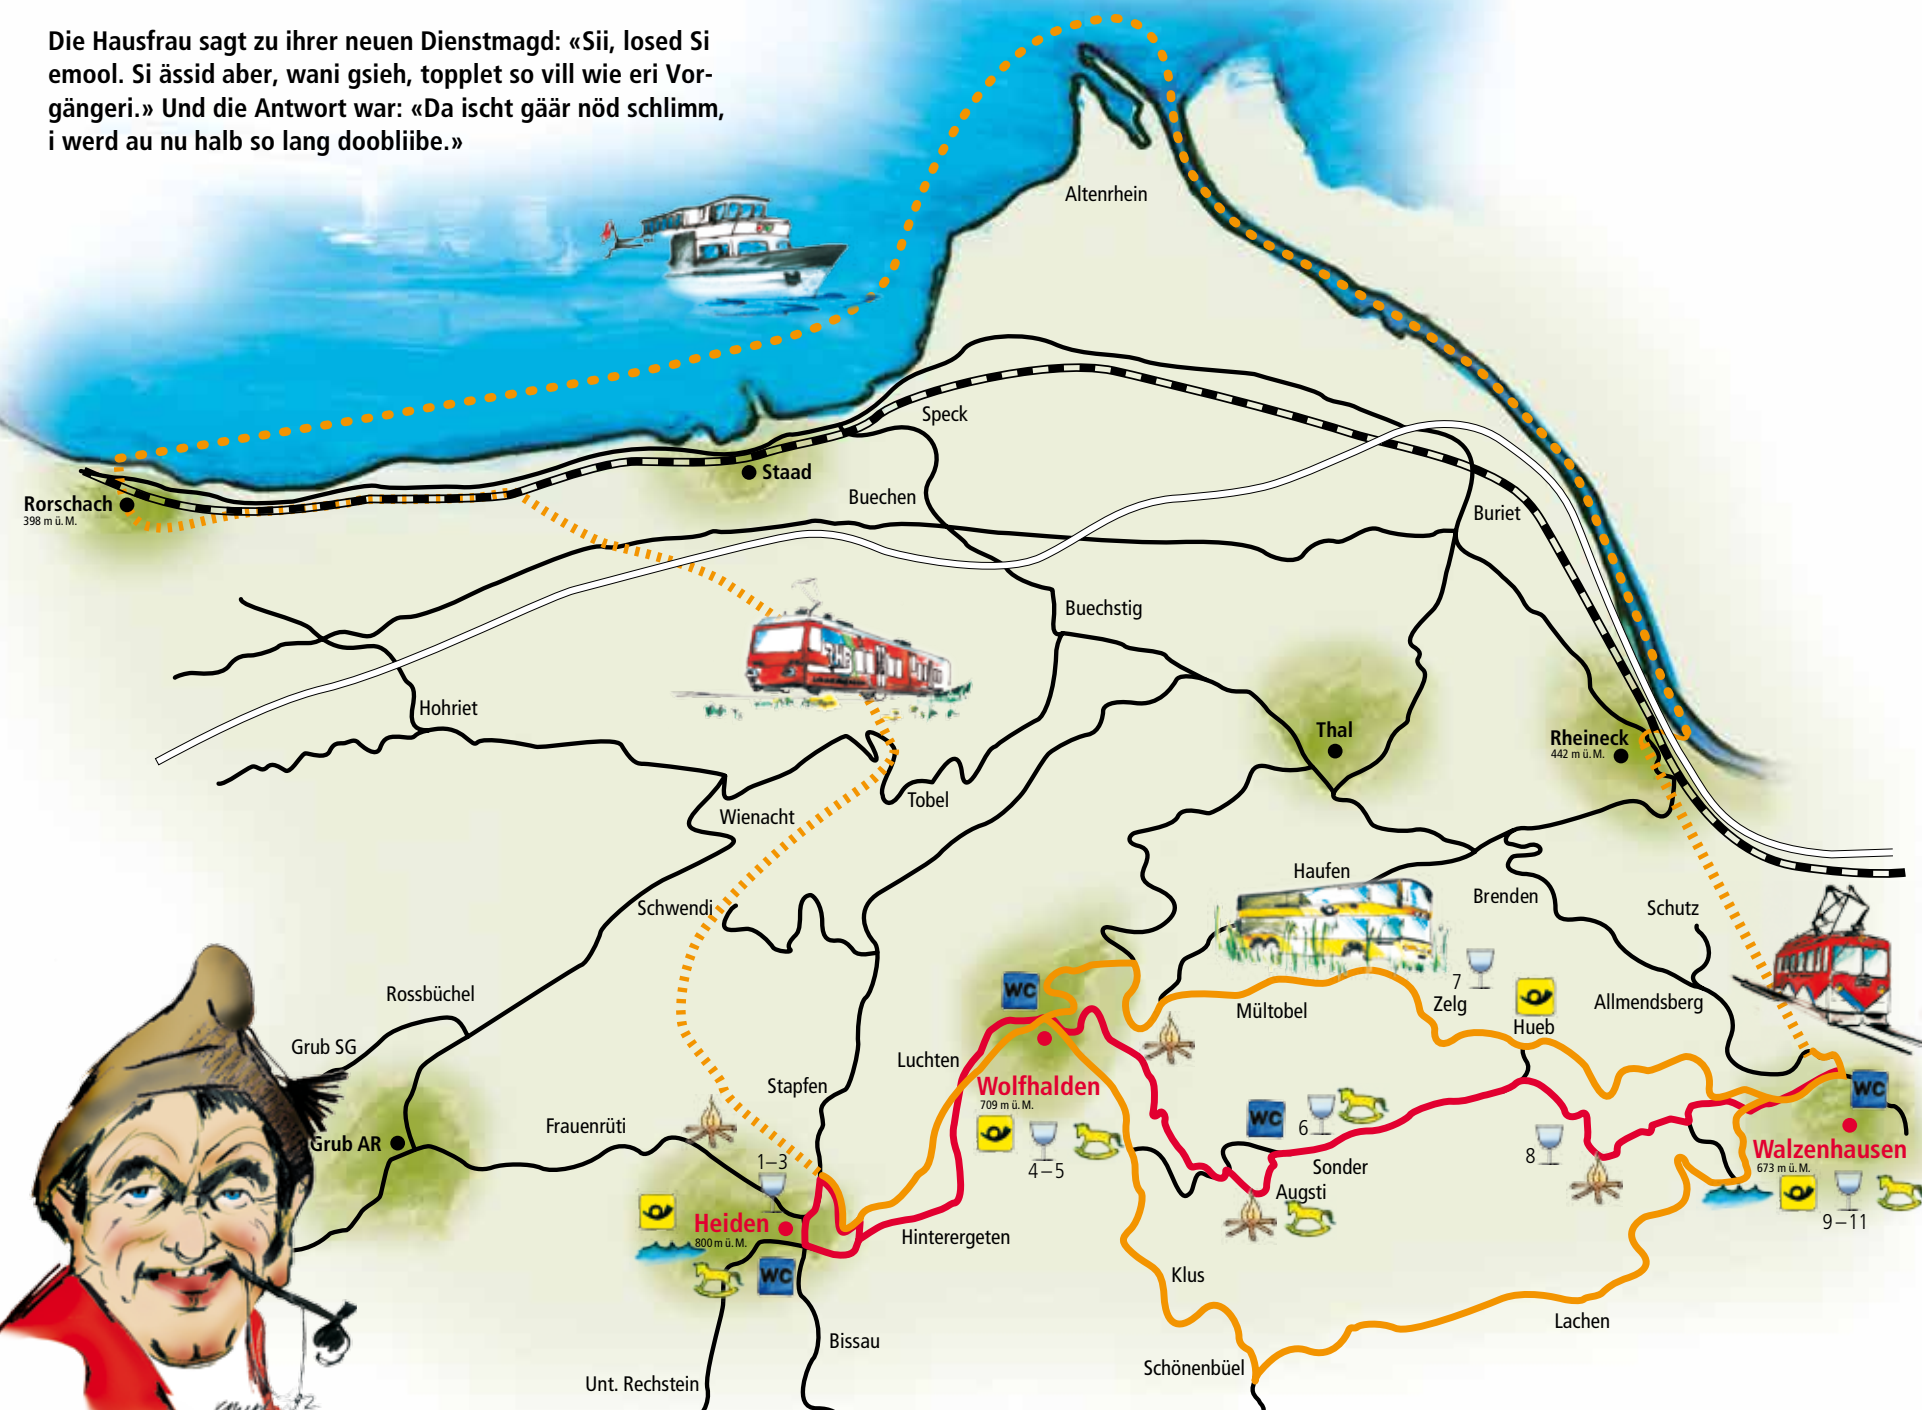 Die Hausfrau sagt zu ihrer neuen Dienstmagd: «Sii, losed Si
emool. Si ässid aber, wani gsieh, topplet so vill wie eri Vor-
gängeri.» Und die Antwort war: «Da ischt gäär nöd schlimm,
i werd au nu halb so lang doobliibe.»
Altenrhein
Speck
Staad
Buechen
Rorschach
398 m ü. M.
Buriet
Buechstig
Hohriet
Thal
Rheineck
442 m ü. M.
Tobel
Wienacht
RHB
Haufen
Brenden
Schwendi
Schutz
Rossbüchel
WC
7
Zelg
Allmendsberg
Mültobel
Hueb
Grub SG
Luchten
Stapfen
Wolfhalden
709 m ü. M.
WC
WC
6
Frauenrüti
Grub AR
4–5
8
Walzenhausen
673 m ü. M.
1–3
Sonder
Augsti
Heiden
800 m ü. M.
9–11
Hinterergeten
WC
Klus
Lachen
Bissau
Schönenbüel
Unt. Rechstein